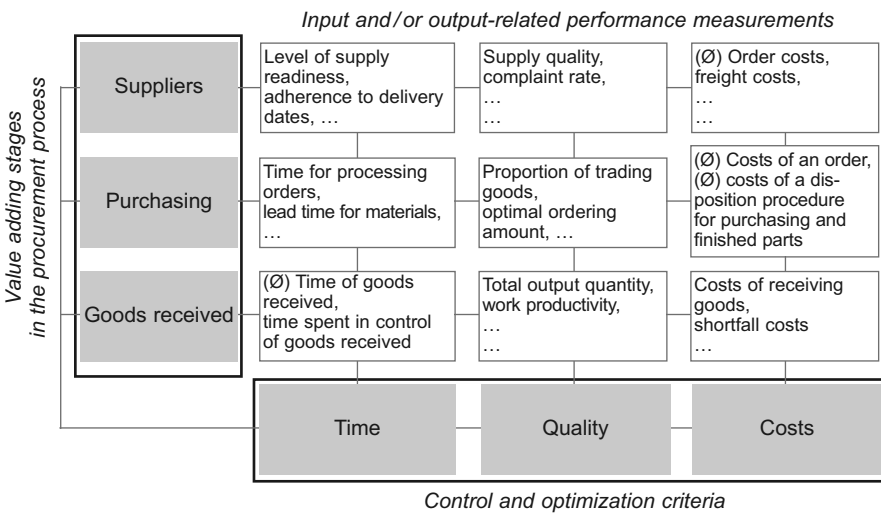 Input and/or output-related performance measurements
Value adding stages
in the procurement process
Suppliers
Level of supply
readiness,
adherence to delivery
dates, …
Supply quality,
complaint rate,
…
…
(Ø) Order costs,
freight costs,
…
…
Purchasing
Time for processing
orders,
lead time for materials,
…
Proportion of trading
goods,
optimal ordering
amount, …
(Ø) Costs of an order,
(Ø) costs of a dis-
position procedure
for purchasing and
finished parts
Goods received
(Ø) Time of goods
received,
time spent in control
of goods received
Total output quantity,
work productivity,
…
…
Costs of receiving
goods,
shortfall costs
…
Time
Quality
Costs
Control and optimization criteria